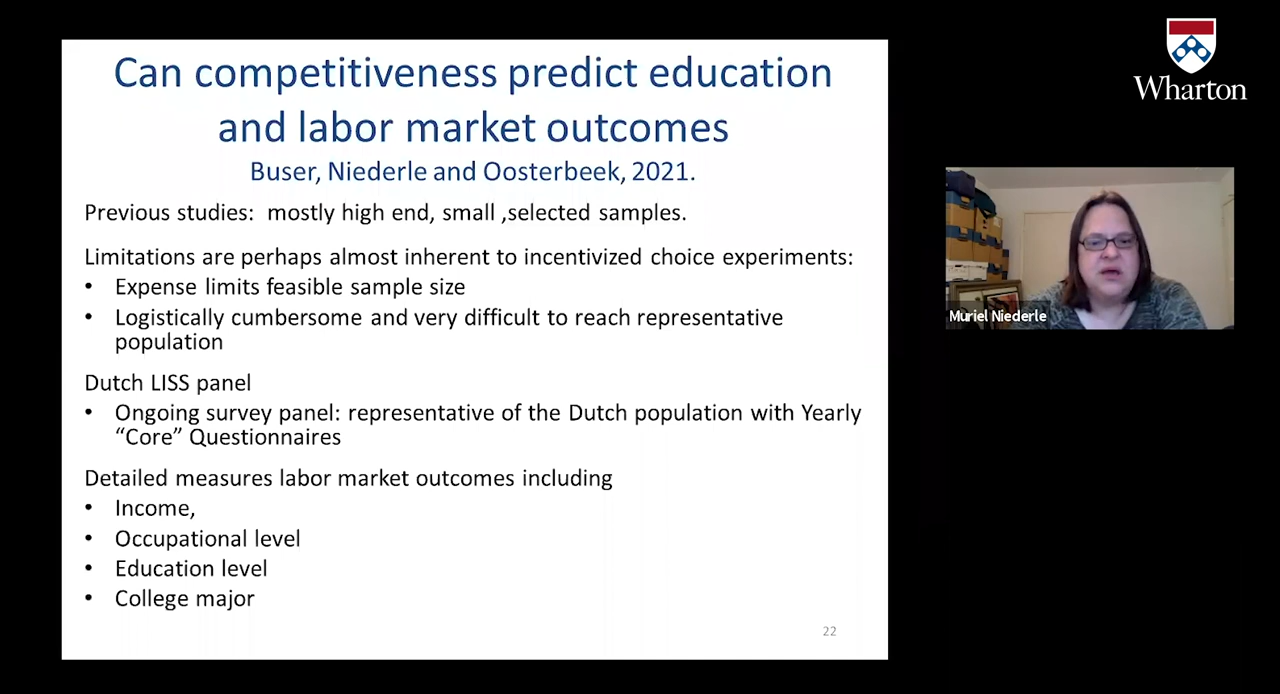 Can competitiveness predict education
and labor market outcomes
Buser, Niederle and Oosterbeek, 2021.
Previous studies:  mostly high end, small ,selected samples.
Limitations are perhaps almost inherent to incentivized choice experiments:
• Expense limits feasible sample size
• Logistically cumbersome and very difficult to reach representative
population
Dutch LISS panel
• Ongoing survey panel: representative of the Dutch population with Yearly
“Core” Questionnaires
Detailed measures labor market outcomes including
• Income,
• Occupational level
• Education level
• College major
22
Wharton
Muriel Niederle